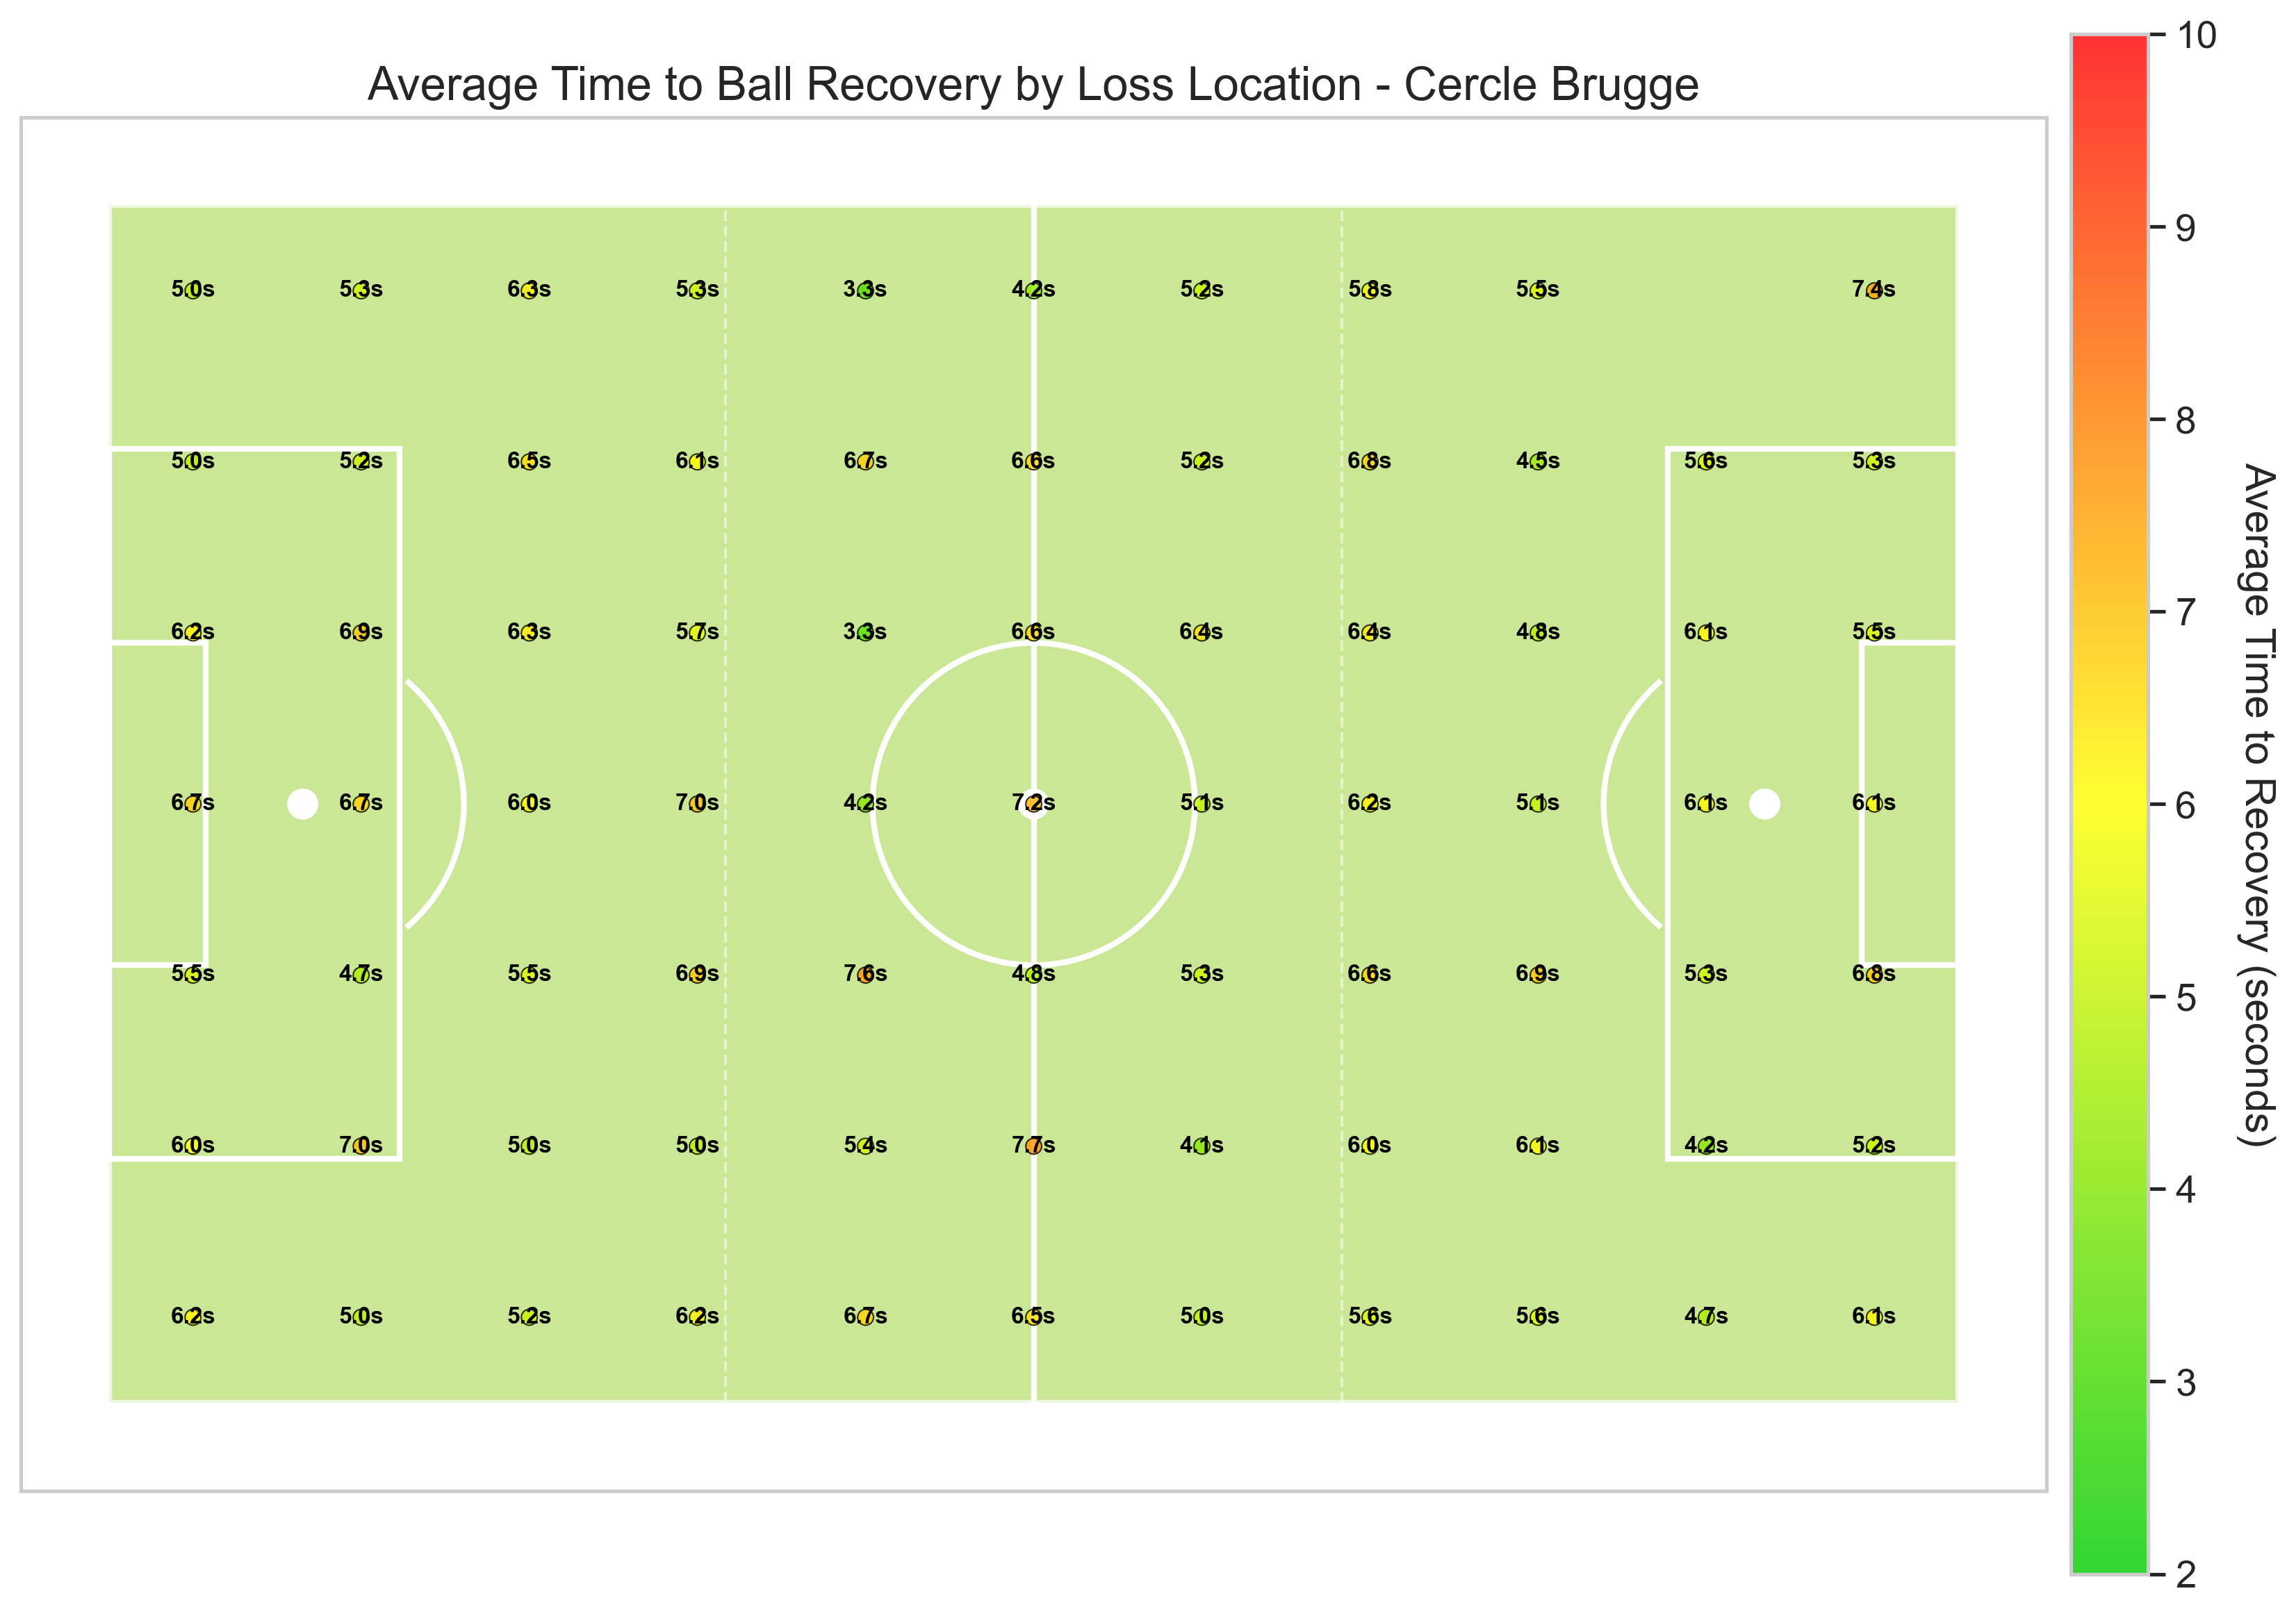 Average Time to Ball Recovery by Loss Location - Cercle Brugge
5.0s 5.3s 6.3s 5.3s 3.3s 4.2s 5.2s 5.8s 5.5s 7.4s
5.0s 5.2s 6.5s 6.1s 6.7s 6.6s 5.2s 6.8s 4.5s 5.6s 5.3s
6.2s 6.9s 6.3s 5.7s 3.3s 6.6s 6.4s 6.4s 4.8s 6.1s 5.5s
6.7s 6.7s 6.0s 7.0s 4.2s 7.2s 5.1s 6.2s 5.1s 6.1s 6.1s
5.5s 4.7s 5.5s 6.9s 7.6s 4.8s 5.3s 6.6s 6.9s 5.3s 6.8s
6.0s 7.0s 5.0s 5.0s 5.4s 7.7s 4.1s 6.0s 6.1s 4.2s 5.2s
6.2s 5.0s 5.2s 6.2s 6.7s 6.5s 5.0s 5.6s 5.6s 4.7s 6.1s
10
9
8
7
6
5
4
3
2
Average Time to Recovery (seconds)